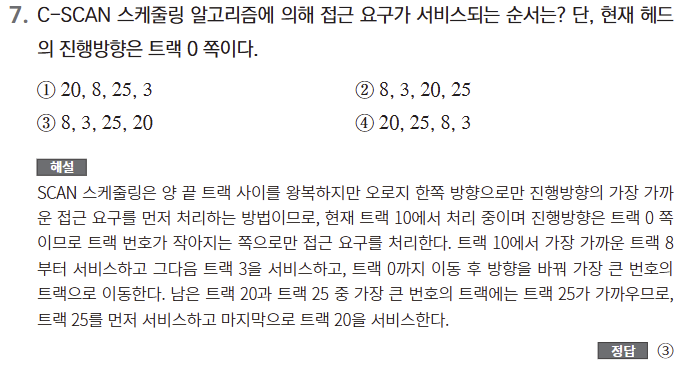 7. C-SCAN 스케줄링 알고리즘에 의해 접근 요구가 서비스되는 순서는? 단, 현재 헤드
의 진행방향은 트랙 0 쪽이다.
① 20, 8, 25, 3 ② 8, 3, 20, 25
③ 8, 3, 25, 20 ④ 20, 25, 8, 3
해설
SCAN 스케줄링은 양 끝 트랙 사이를 왕복하지만 오로지 한쪽 방향으로만 진행방향의 가장 가까
운 접근 요구를 먼저 처리하는 방법이므로, 현재 트랙 10에서 처리 중이며 진행방향은 트랙 0 쪽
이므로 트랙 번호가 작아지는 쪽으로만 접근 요구를 처리한다. 트랙 10에서 가장 가까운 트랙 8
부터 서비스하고 그다음 트랙 3을 서비스하고, 트랙 0까지 이동 후 방향을 바꿔 가장 큰 번호의
트랙으로 이동한다. 남은 트랙 20과 트랙 25 중 가장 큰 번호의 트랙에는 트랙 25가 가까우므로,
트랙 25를 먼저 서비스하고 마지막으로 트랙 20을 서비스한다.
정답 ③